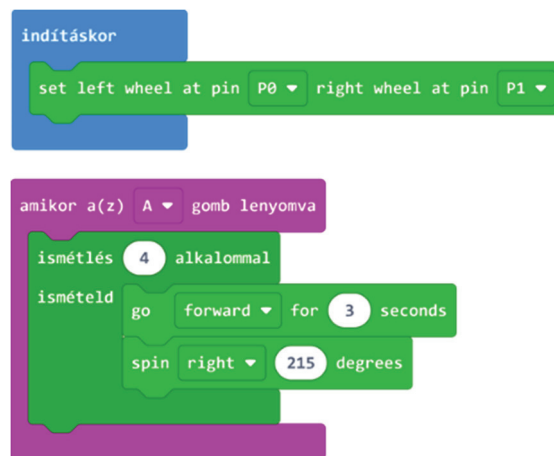 indításkor
set left wheel at pin P0 right wheel at pin P1
amikor a(z) A gomb lenyomva
ismétlés 4 alkalommal
ismételd
go forward for 3 seconds
spin right 215 degrees